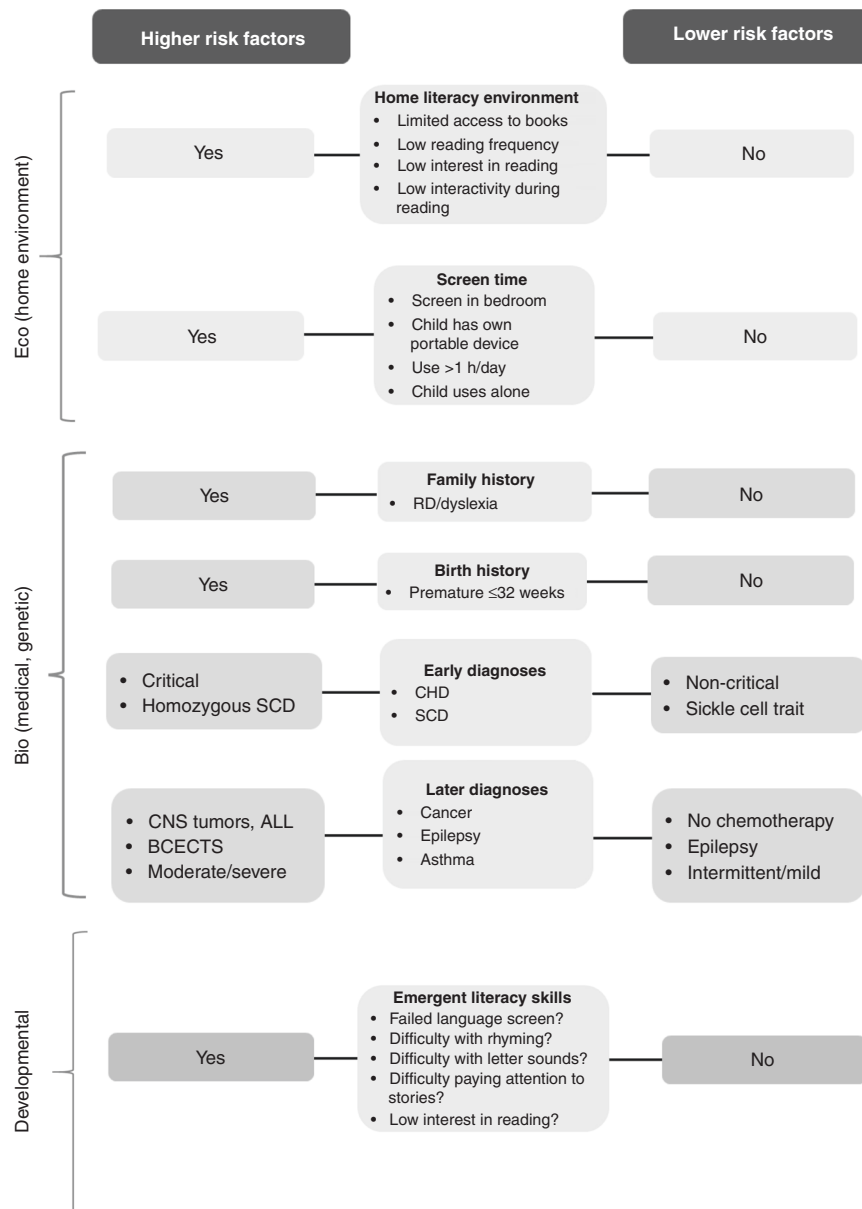 Higher risk factors
Lower risk factors
Eco (home environment)
Home literacy environment
• Limited access to books
• Low reading frequency
• Low interest in reading
• Low interactivity during
reading
Yes
No
Screen time
• Screen in bedroom
• Child has own
portable device
• Use >1 h/day
• Child uses alone
Yes
No
Bio (medical, genetic)
Yes
Family history
• RD/dyslexia
No
Yes
Birth history
• Premature ≤32 weeks
No
• Critical
• Homozygous SCD
Early diagnoses
• CHD
• SCD
• Non-critical
• Sickle cell trait
• CNS tumors, ALL
• BCECTS
• Moderate/severe
Later diagnoses
• Cancer
• Epilepsy
• Asthma
• No chemotherapy
• Epilepsy
• Intermittent/mild
Developmental
Yes
Emergent literacy skills
• Failed language screen?
• Difficulty with rhyming?
• Difficulty with letter sounds?
• Difficulty paying attention to
stories?
• Low interest in reading?
No